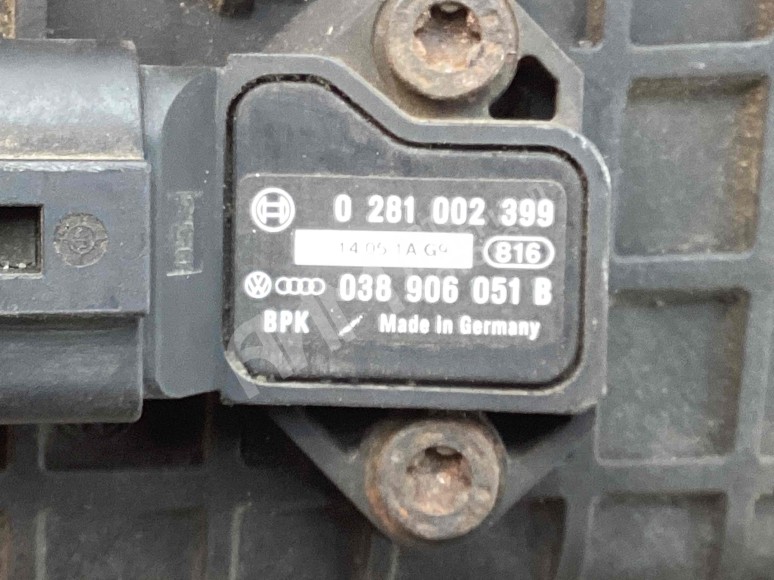 0 281 002 399
14 05 1A G9
816
038 906 051 B
BPK Made in Germany